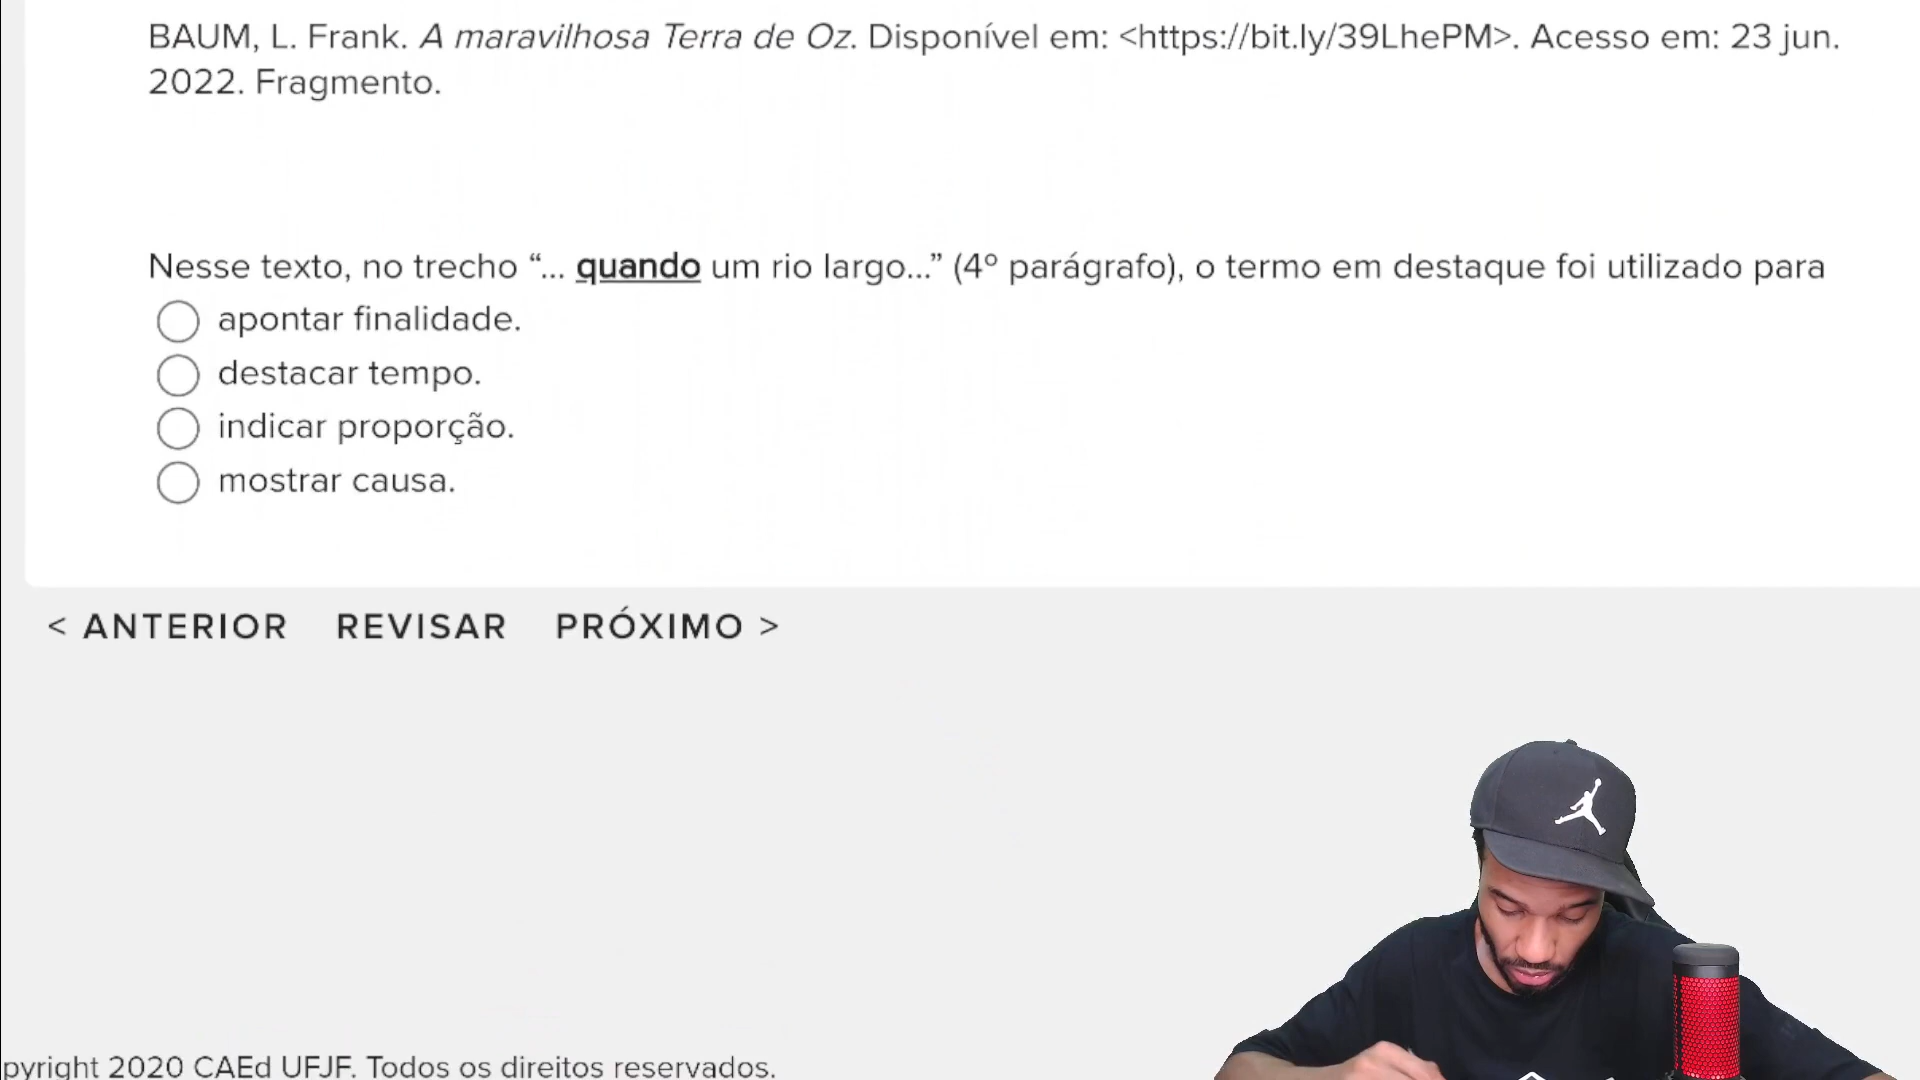 BAUM, L. Frank. A maravilhosa Terra de Oz. Disponível em: <https://bit.ly/39LhePM>. Acesso em: 23 jun.
2022. Fragmento.
Nesse texto, no trecho “... quando um rio largo...” (4º parágrafo), o termo em destaque foi utilizado para
apontar finalidade.
destacar tempo.
indicar proporção.
mostrar causa.
< ANTERIOR REVISAR PRÓXIMO >
pyright 2020 CAEd UFJF. Todos os direitos reservados.